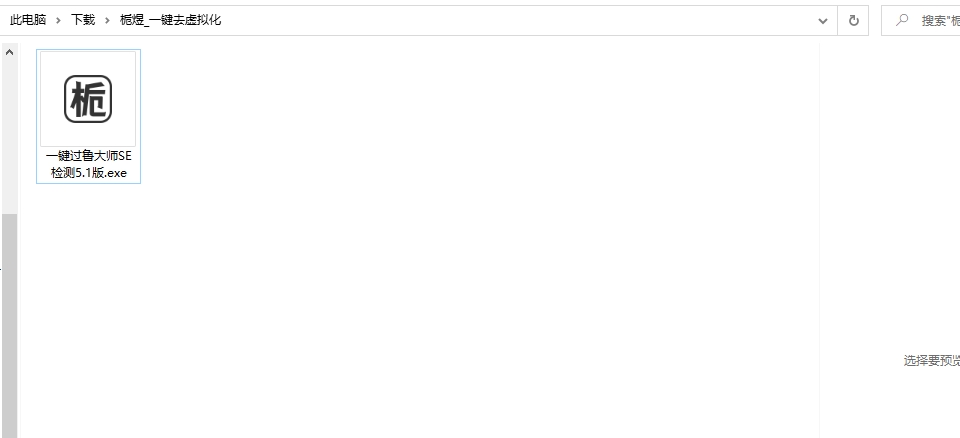 此电脑 › 下载 › 栀煜_一键去虚拟化
搜索"栀
栀
一键过鲁大师SE
检测5.1版.exe
选择要预览